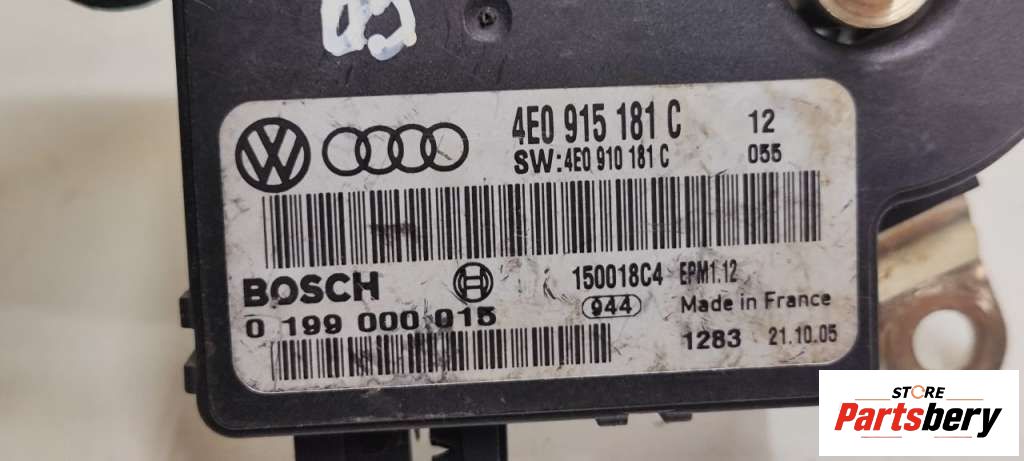 4E0 915 181 C 12
SW:4E0 910 181 C 055
BOSCH 150018C4 EPM1.12
0 199 000 015 944 Made in France
1283 21.10.05
STORE
Partsbery